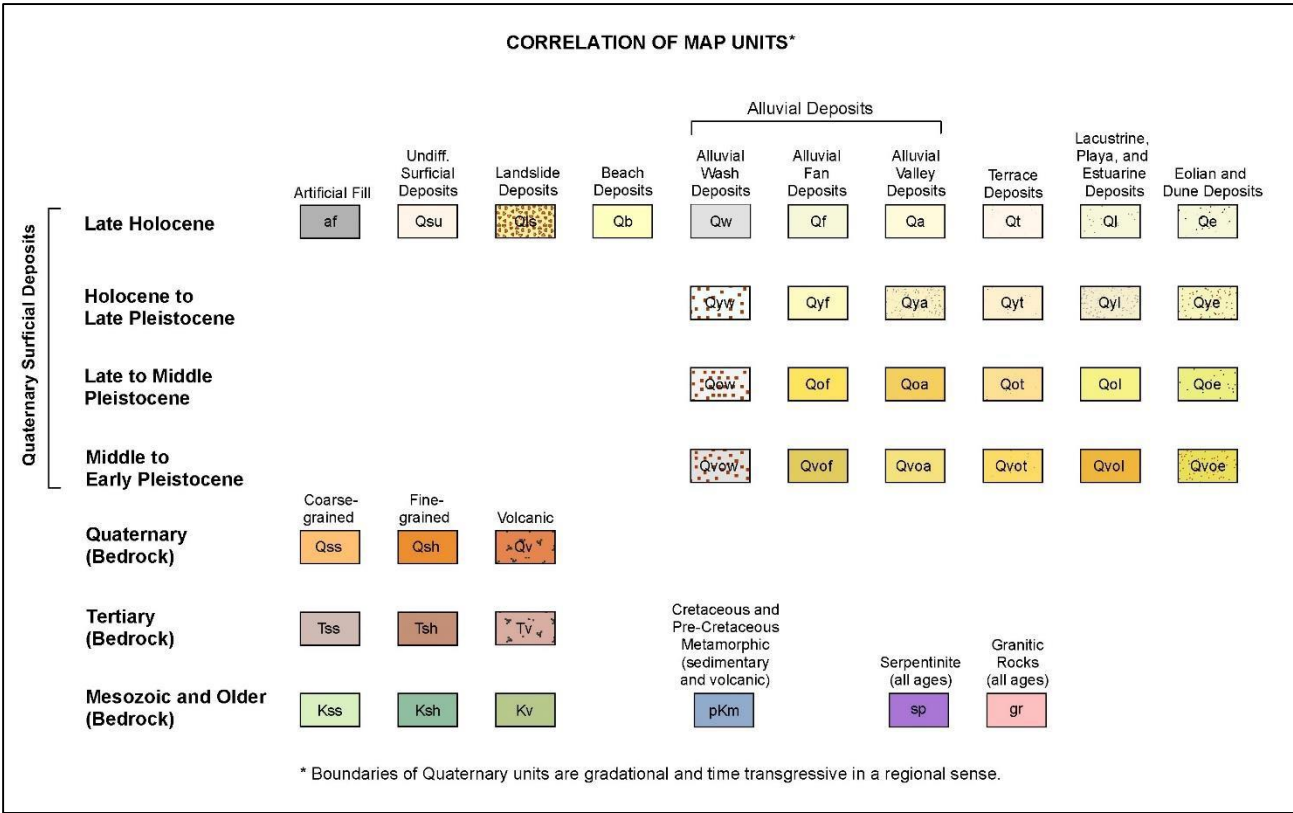 CORRELATION OF MAP UNITS*
Alluvial Deposits
Artificial Fill
Undiff.
Surficial
Deposits
Landslide
Deposits
Beach
Deposits
Alluvial
Wash
Deposits
Alluvial
Fan
Deposits
Alluvial
Valley
Deposits
Terrace
Deposits
Lacustrine,
Playa, and
Estuarine
Deposits
Eolian and
Dune Deposits
Quaternary Surficial Deposits
Late Holocene
af
Qsu
Qls
Qb
Qw
Qf
Qa
Qt
Ql
Qe
Holocene to
Late Pleistocene
Qyw
Qyf
Qya
Qyt
Qyl
Qye
Late to Middle
Pleistocene
Qow
Qof
Qoa
Qot
Qol
Qoe
Middle to
Early Pleistocene
Qvow
Qvof
Qvoa
Qvot
Qvol
Qvoe
Coarse-
grained
Fine-
grained
Volcanic
Quaternary
(Bedrock)
Qss
Qsh
Qv
Tertiary
(Bedrock)
Tss
Tsh
Tv
Cretaceous and
Pre-Cretaceous
Metamorphic
(sedimentary
and volcanic)
Serpentinite
(all ages)
Granitic
Rocks
(all ages)
Mesozoic and Older
(Bedrock)
Kss
Ksh
Kv
pKm
sp
gr
* Boundaries of Quaternary units are gradational and time transgressive in a regional sense.